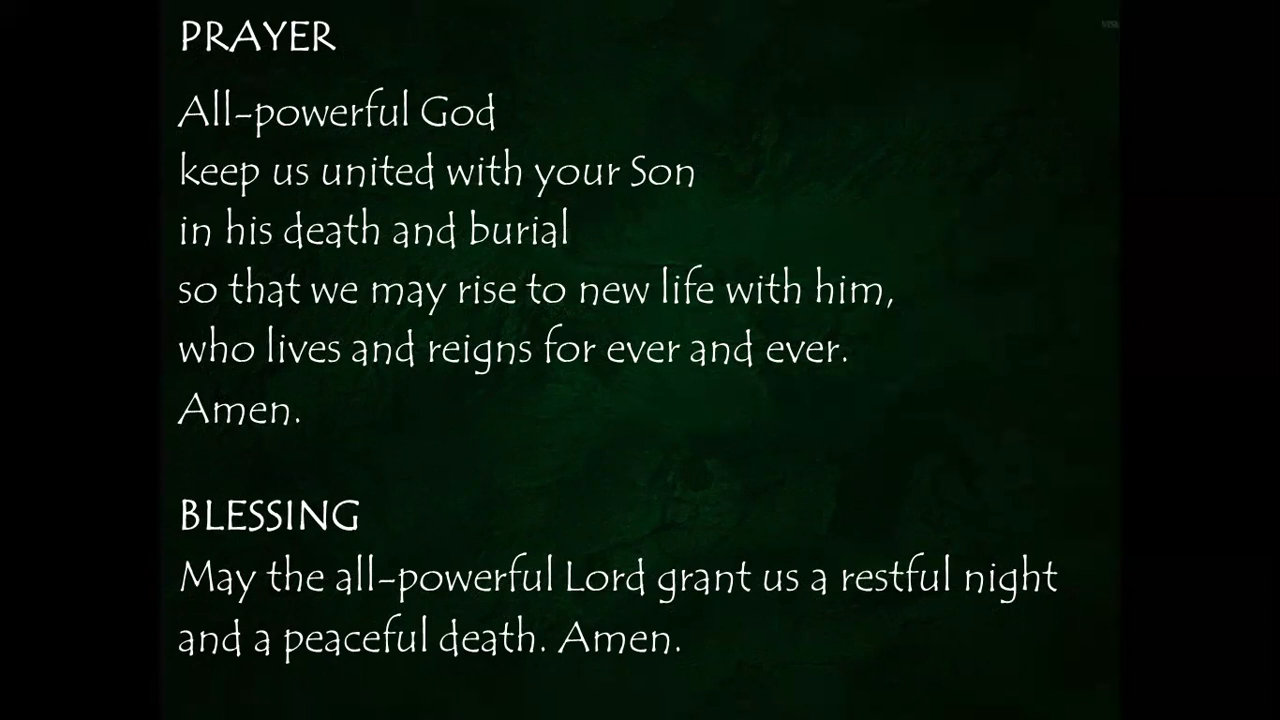 PRAYER
All-powerful God
keep us united with your Son
in his death and burial
so that we may rise to new life with him,
who lives and reigns for ever and ever.
Amen.
BLESSING
May the all-powerful Lord grant us a restful night
and a peaceful death. Amen.